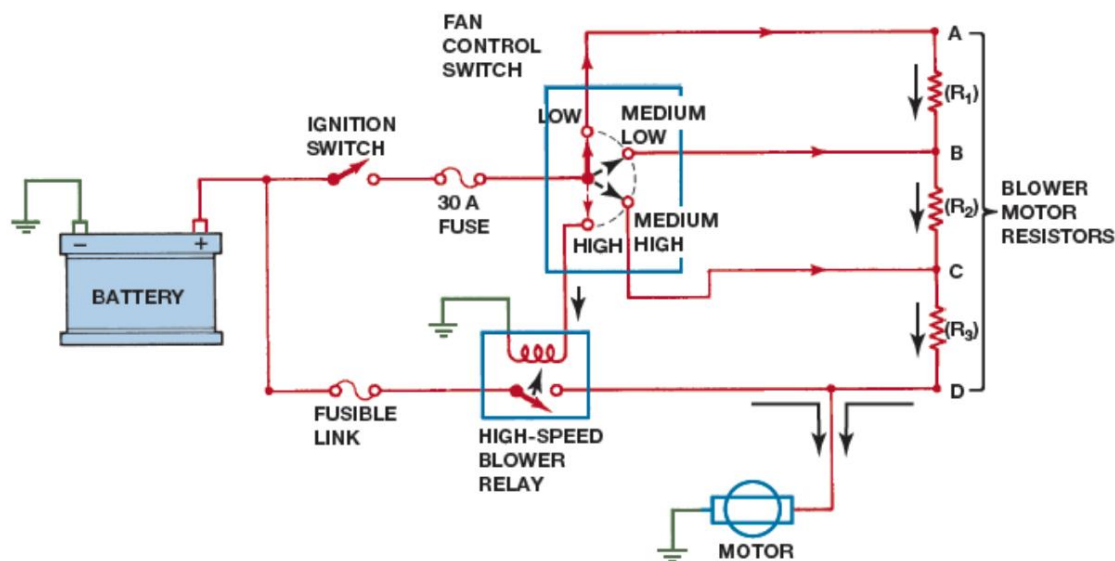 FAN
CONTROL
SWITCH
A
(R₁)
LOW
MEDIUM
LOW
IGNITION
SWITCH
B
30 A
FUSE
(R₂)
BLOWER
MOTOR
RESISTORS
MEDIUM
HIGH
HIGH
− +
BATTERY
C
(R₃)
D
FUSIBLE
LINK
HIGH-SPEED
BLOWER
RELAY
MOTOR